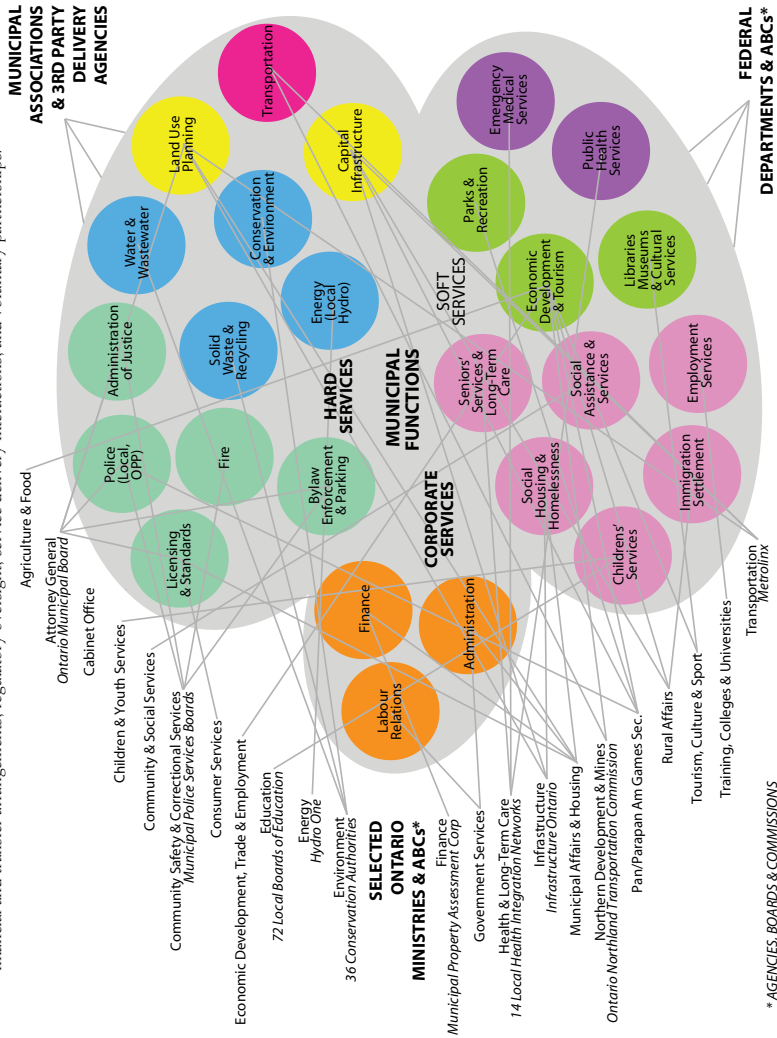 MUNICIPAL
ASSOCIATIONS
& 3RD PARTY
DELIVERY
AGENCIES
FEDERAL
DEPARTMENTS & ABCs*
SELECTED
ONTARIO
MINISTRIES & ABCs*
Agriculture & Food
Attorney General
Ontario Municipal Board
Cabinet Office
Children & Youth Services
Community & Social Services
Community Safety & Correctional Services
Municipal Police Services Boards
Consumer Services
Economic Development, Trade & Employment
Education
72 Local Boards of Education
Energy
Hydro One
Environment
36 Conservation Authorities
Finance
Municipal Property Assessment Corp
Government Services
Health & Long-Term Care
14 Local Health Integration Networks
Infrastructure
Infrastructure Ontario
Municipal Affairs & Housing
Northern Development & Mines
Ontario Northland Transportation Commission
Pan/Parapan Am Games Sec.
Rural Affairs
Tourism, Culture & Sport
Training, Colleges & Universities
Transportation
Metrolinx
MUNICIPAL
FUNCTIONS
HARD
SERVICES
Transportation
Land Use
Planning
Capital
Infrastructure
Water &
Wastewater
Conservation
& Environment
Solid
Waste &
Recycling
Energy
(Local
Hydro)
Administration
of Justice
Police
(Local,
OPP)
Fire
Licensing
& Standards
Bylaw
Enforcement
& Parking
CORPORATE
SERVICES
Finance
Labour
Relations
Administration
SOFT
SERVICES
Emergency
Medical
Services
Public
Health
Services
Parks &
Recreation
Economic
Development
& Tourism
Libraries
Museums
& Cultural
Services
Seniors'
Services &
Long-Term
Care
Social
Assistance &
Services
Employment
Services
Social
Housing &
Homelessness
Immigration
Settlement
Childrens'
Services
* AGENCIES, BOARDS & COMMISSIONS